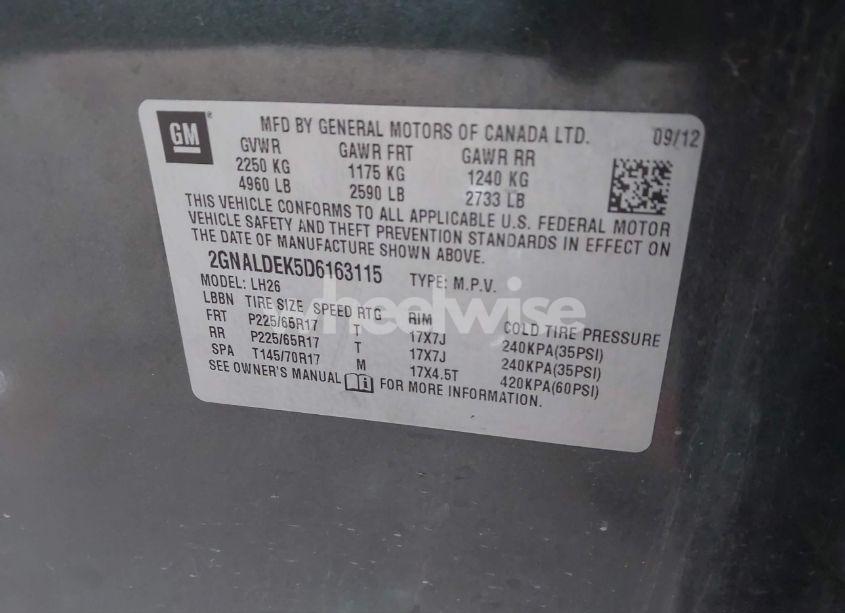 GM
MFD BY GENERAL MOTORS OF CANADA LTD. 09/12
GVWR GAWR FRT GAWR RR
2250 KG 1175 KG 1240 KG
4960 LB 2590 LB 2733 LB
THIS VEHICLE CONFORMS TO ALL APPLICABLE U.S. FEDERAL MOTOR
VEHICLE SAFETY AND THEFT PREVENTION STANDARDS IN EFFECT ON
THE DATE OF MANUFACTURE SHOWN ABOVE.
2GNALDEK5D6163115 TYPE: M.P.V.
MODEL: LH26
LBBN TIRE SIZE SPEED RTG RIM COLD TIRE PRESSURE
FRT P225/65R17 T 17X7J 240KPA(35PSI)
RR P225/65R17 T 17X7J 240KPA(35PSI)
SPA T145/70R17 M 17X4.5T 420KPA(60PSI)
SEE OWNER'S MANUAL FOR MORE INFORMATION.
wheelwise